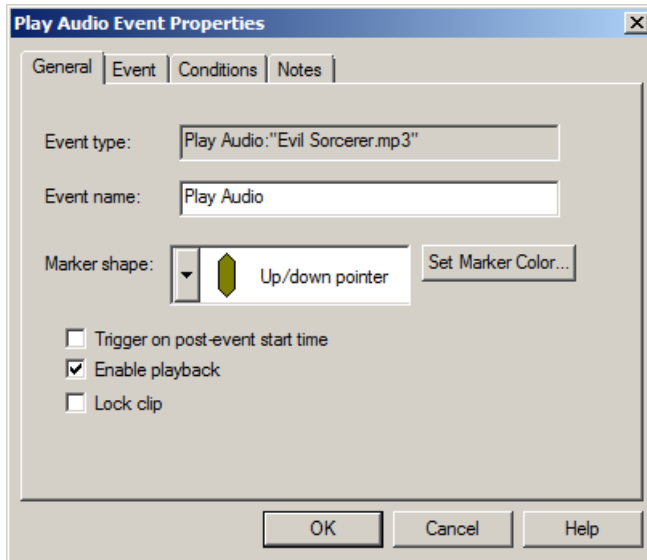 Play Audio Event Properties
General Event Conditions Notes
Event type: Play Audio:"Evil Sorcerer.mp3"
Event name: Play Audio
Marker shape: Up/down pointer Set Marker Color...
Trigger on post-event start time
Enable playback
Lock clip
OK Cancel Help